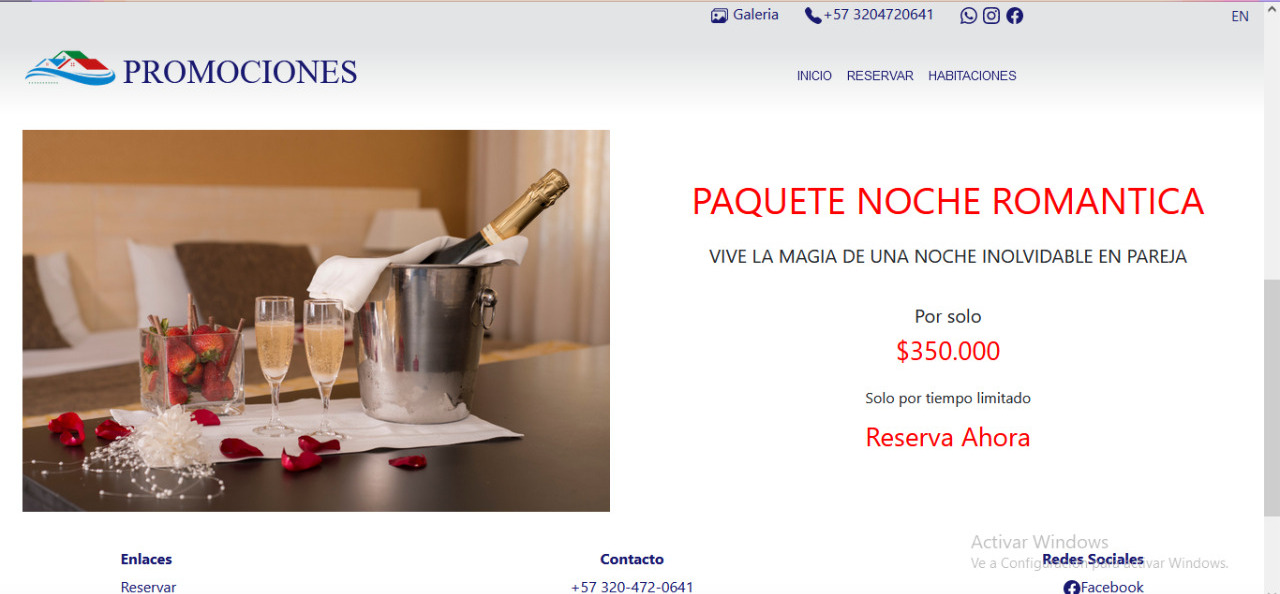 Galeria +57 3204720641 EN
PROMOCIONES
INICIO RESERVAR HABITACIONES
PAQUETE NOCHE ROMANTICA
VIVE LA MAGIA DE UNA NOCHE INOLVIDABLE EN PAREJA
Por solo
$350.000
Solo por tiempo limitado
Reserva Ahora
Activar Windows
Ve a Configuración para activar Windows.
Enlaces Contacto Redes Sociales
Reservar +57 320-472-0641 Facebook